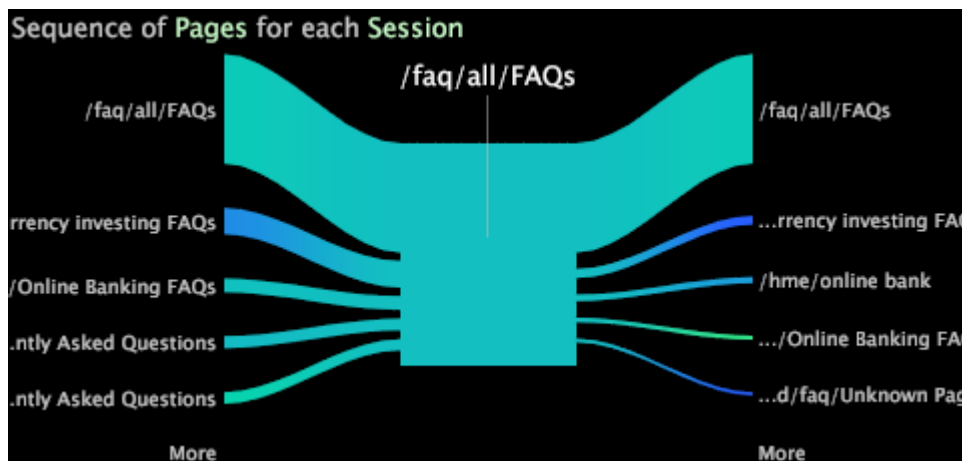 Sequence of Pages for each Session
/faq/all/FAQs
/faq/all/FAQs
/faq/all/FAQs
rrency investing FAQs
...rrency investing FAQ
/Online Banking FAQs
/hme/online bank
.ntly Asked Questions
.../Online Banking FAQ
.ntly Asked Questions
...d/faq/Unknown Pag
More
More